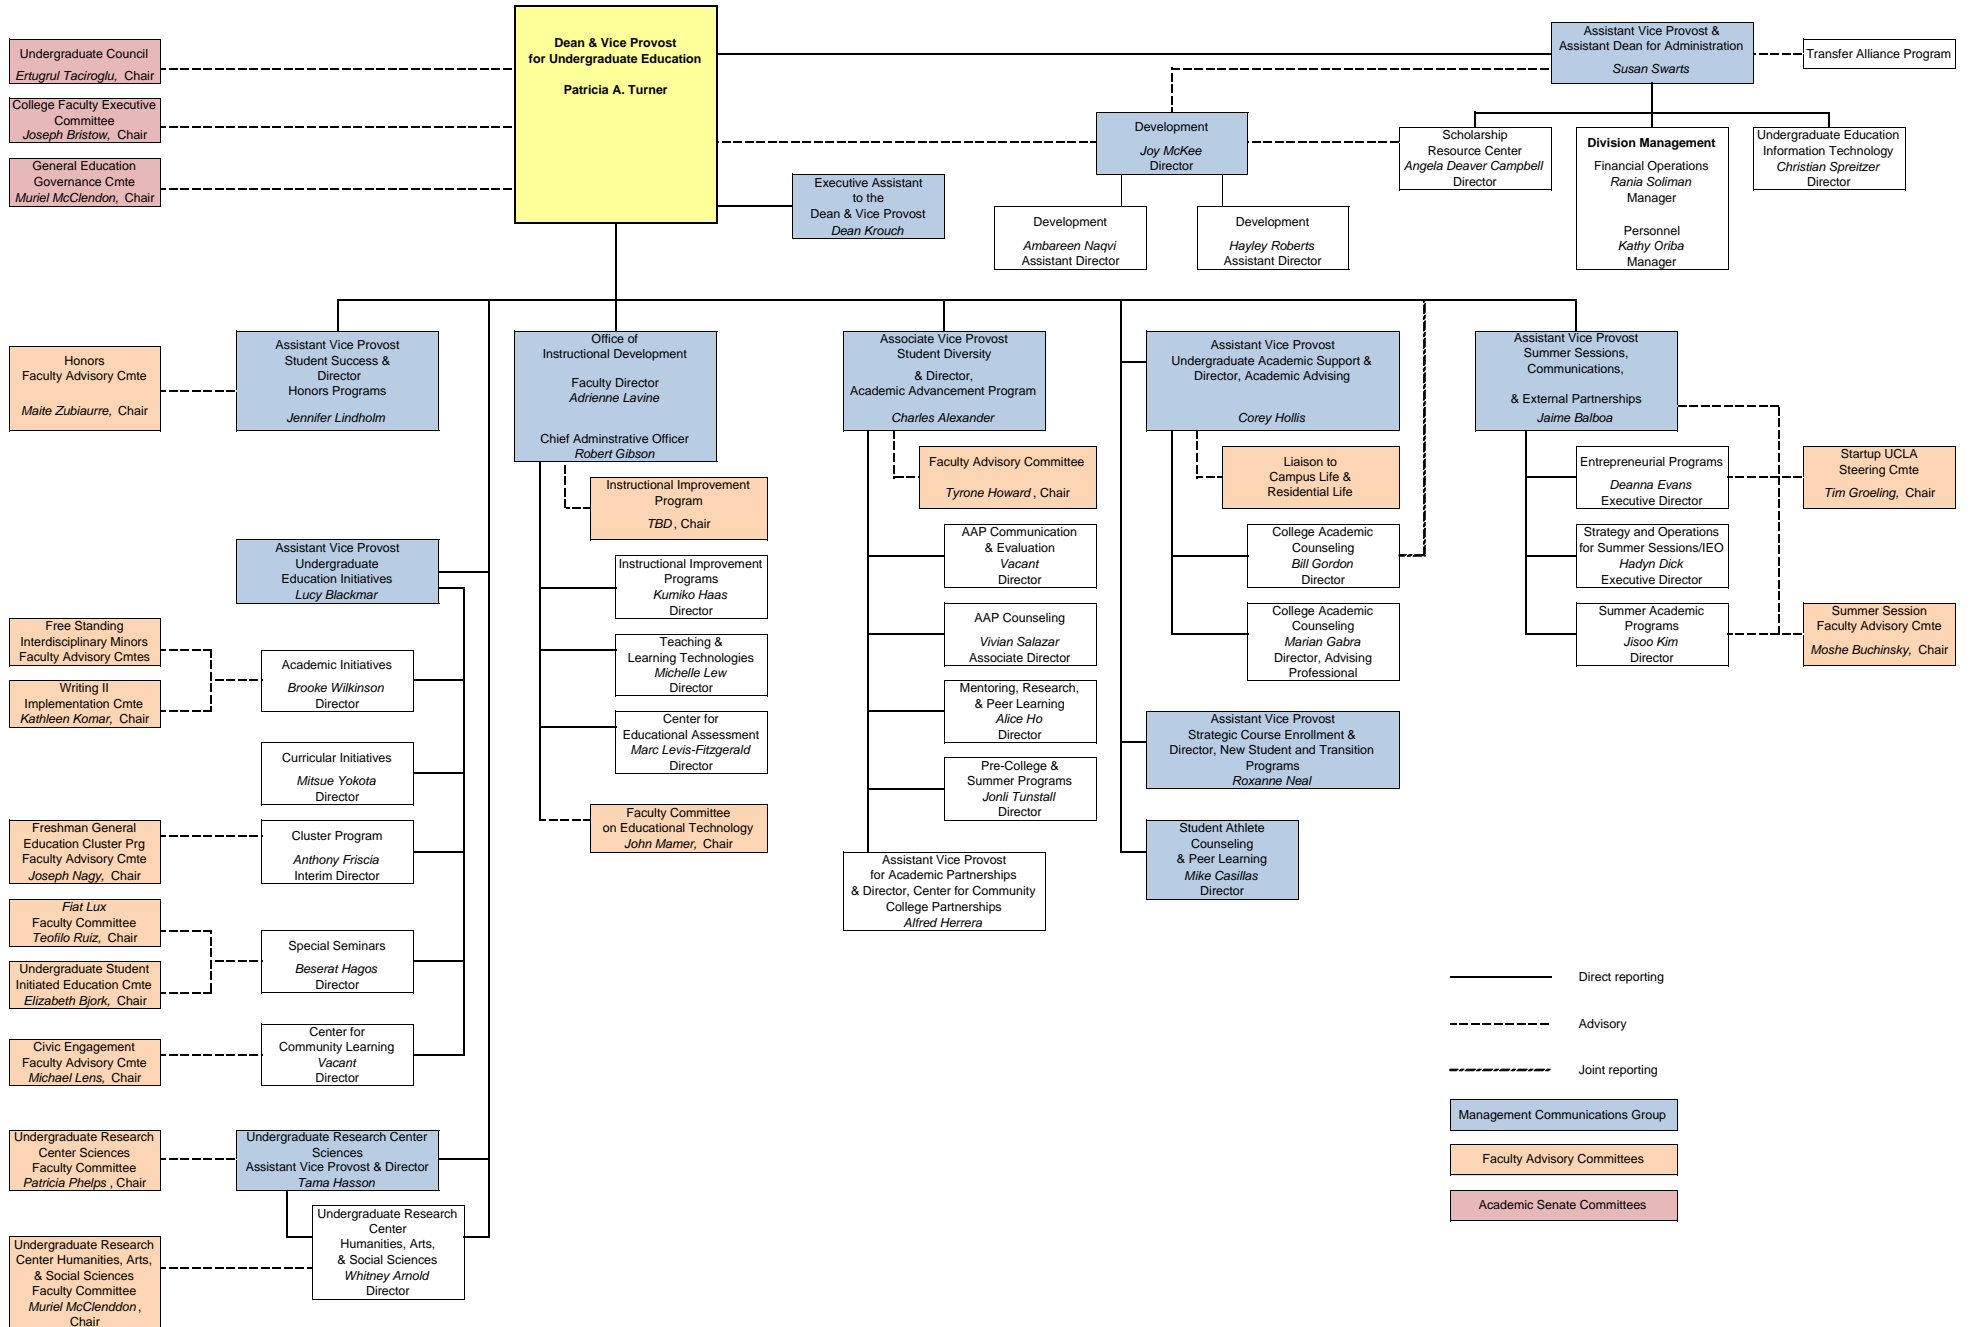 Undergraduate Council
Ertugrul Taciroglu, Chair
College Faculty Executive
Committee
Joseph Bristow, Chair
General Education
Governance Cmte
Muriel McClendon, Chair
Dean & Vice Provost
for Undergraduate Education
Patricia A. Turner
Executive Assistant
to the
Dean & Vice Provost
Dean Krouch
Development
Joy McKee
Director
Development
Ambareen Naqvi
Assistant Director
Development
Hayley Roberts
Assistant Director
Assistant Vice Provost &
Assistant Dean for Administration
Susan Swarts
Transfer Alliance Program
Scholarship
Resource Center
Angela Deaver Campbell
Director
Division Management
Financial Operations
Rania Soliman
Manager
Personnel
Kathy Oriba
Manager
Undergraduate Education
Information Technology
Christian Spreitzer
Director
Honors
Faculty Advisory Cmte
Maite Zubiaurre, Chair
Assistant Vice Provost
Student Success &
Director
Honors Programs
Jennifer Lindholm
Assistant Vice Provost
Undergraduate
Education Initiatives
Lucy Blackmar
Free Standing
Interdisciplinary Minors
Faculty Advisory Cmtes
Writing II
Implementation Cmte
Kathleen Komar, Chair
Academic Initiatives
Brooke Wilkinson
Director
Curricular Initiatives
Mitsue Yokota
Director
Freshman General
Education Cluster Prg
Faculty Advisory Cmte
Joseph Nagy, Chair
Cluster Program
Anthony Friscia
Interim Director
Fiat Lux
Faculty Committee
Teofilo Ruiz, Chair
Undergraduate Student
Initiated Education Cmte
Elizabeth Bjork, Chair
Special Seminars
Beserat Hagos
Director
Civic Engagement
Faculty Advisory Cmte
Michael Lens, Chair
Center for
Community Learning
Vacant
Director
Undergraduate Research
Center Sciences
Faculty Committee
Patricia Phelps , Chair
Undergraduate Research Center
Sciences
Assistant Vice Provost & Director
Tama Hasson
Undergraduate Research
Center Humanities, Arts,
& Social Sciences
Faculty Committee
Muriel McClenddon ,
Chair
Undergraduate Research
Center
Humanities, Arts,
& Social Sciences
Whitney Arnold
Director
Office of
Instructional Development
Faculty Director
Adrienne Lavine
Chief Adminstrative Officer
Robert Gibson
Instructional Improvement
Program
TBD , Chair
Instructional Improvement
Programs
Kumiko Haas
Director
Teaching &
Learning Technologies
Michelle Lew
Director
Center for
Educational Assessment
Marc Levis-Fitzgerald
Director
Faculty Committee
on Educational Technology
John Mamer, Chair
Associate Vice Provost
Student Diversity
& Director,
Academic Advancement Program
Charles Alexander
Faculty Advisory Committee
Tyrone Howard , Chair
AAP Communication
& Evaluation
Vacant
Director
AAP Counseling
Vivian Salazar
Associate Director
Mentoring, Research,
& Peer Learning
Alice Ho
Director
Pre-College &
Summer Programs
Jonli Tunstall
Director
Assistant Vice Provost
for Academic Partnerships
& Director, Center for Community
College Partnerships
Alfred Herrera
Assistant Vice Provost
Undergraduate Academic Support &
Director, Academic Advising
Corey Hollis
Liaison to
Campus Life &
Residential Life
College Academic
Counseling
Bill Gordon
Director
College Academic
Counseling
Marian Gabra
Director, Advising
Professional
Assistant Vice Provost
Strategic Course Enrollment &
Director, New Student and Transition
Programs
Roxanne Neal
Student Athlete
Counseling
& Peer Learning
Mike Casillas
Director
Assistant Vice Provost
Summer Sessions,
Communications,
& External Partnerships
Jaime Balboa
Entrepreneurial Programs
Deanna Evans
Executive Director
Strategy and Operations
for Summer Sessions/IEO
Hadyn Dick
Executive Director
Summer Academic
Programs
Jisoo Kim
Director
Startup UCLA
Steering Cmte
Tim Groeling, Chair
Summer Session
Faculty Advisory Cmte
Moshe Buchinsky, Chair
Direct reporting
Advisory
Joint reporting
Management Communications Group
Faculty Advisory Committees
Academic Senate Committees